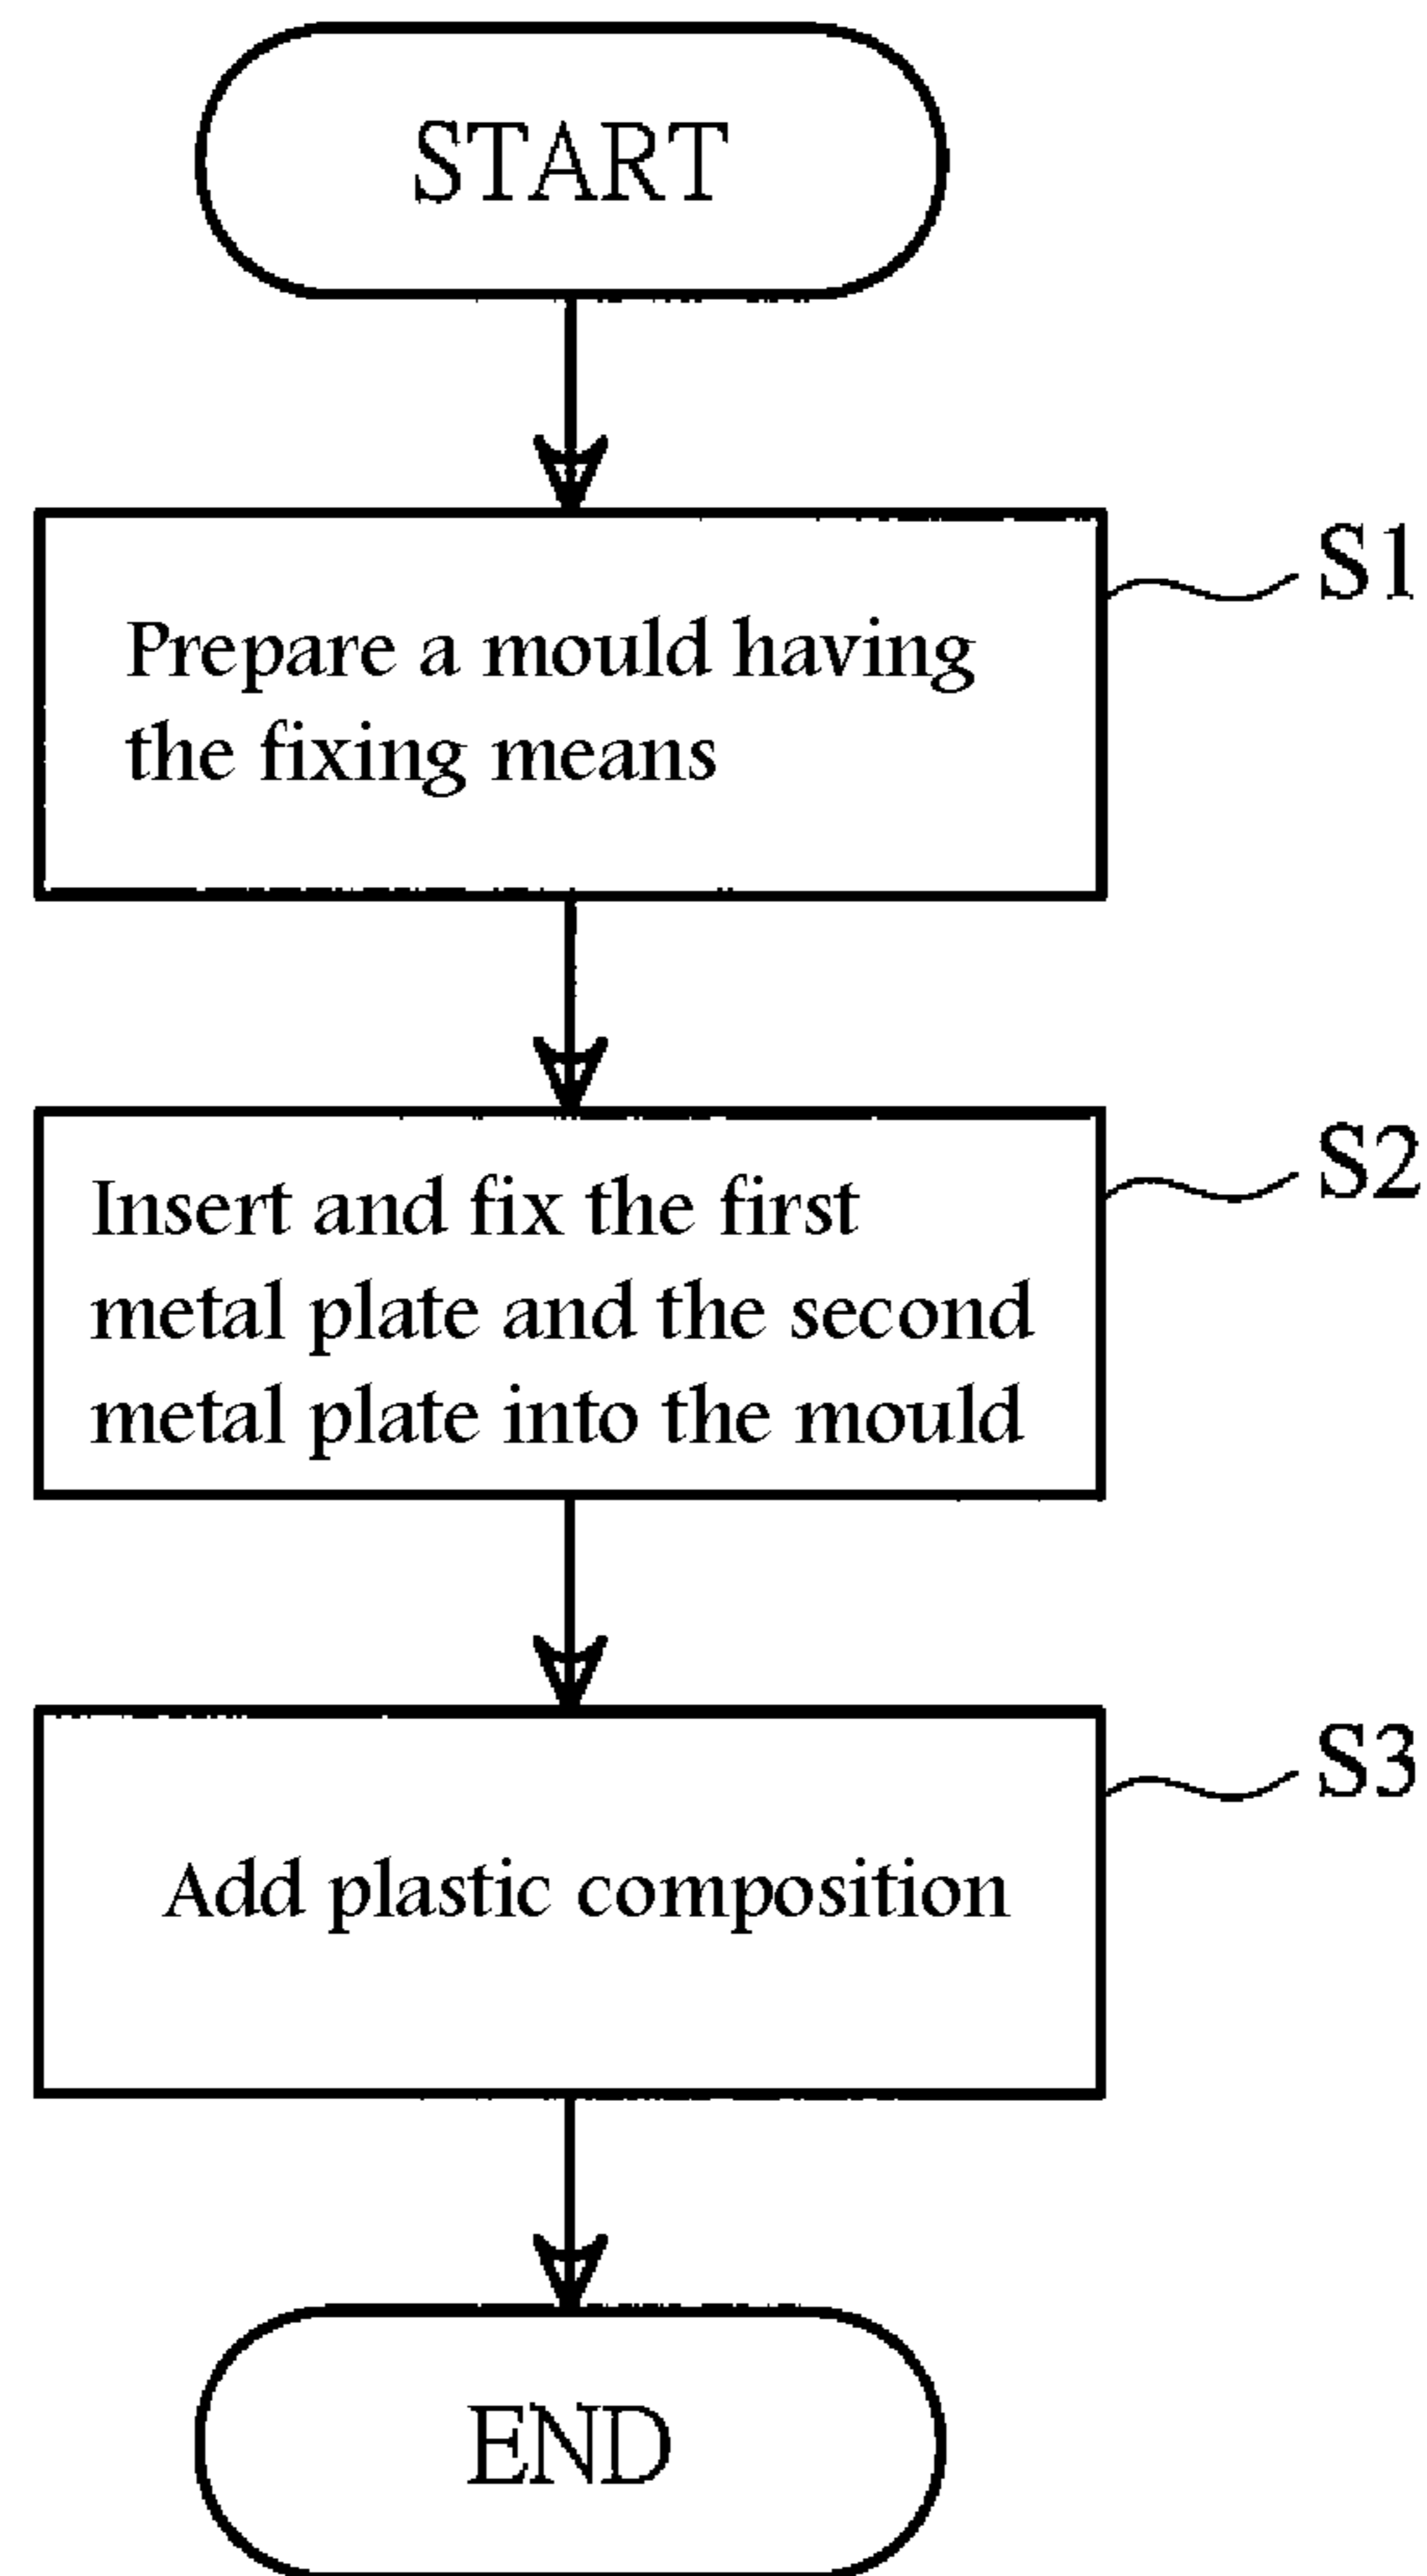 START
S1
Prepare a mould having
the fixing means
S2
Insert and fix the first
metal plate and the second
metal plate into the mould
S3
Add plastic composition
END